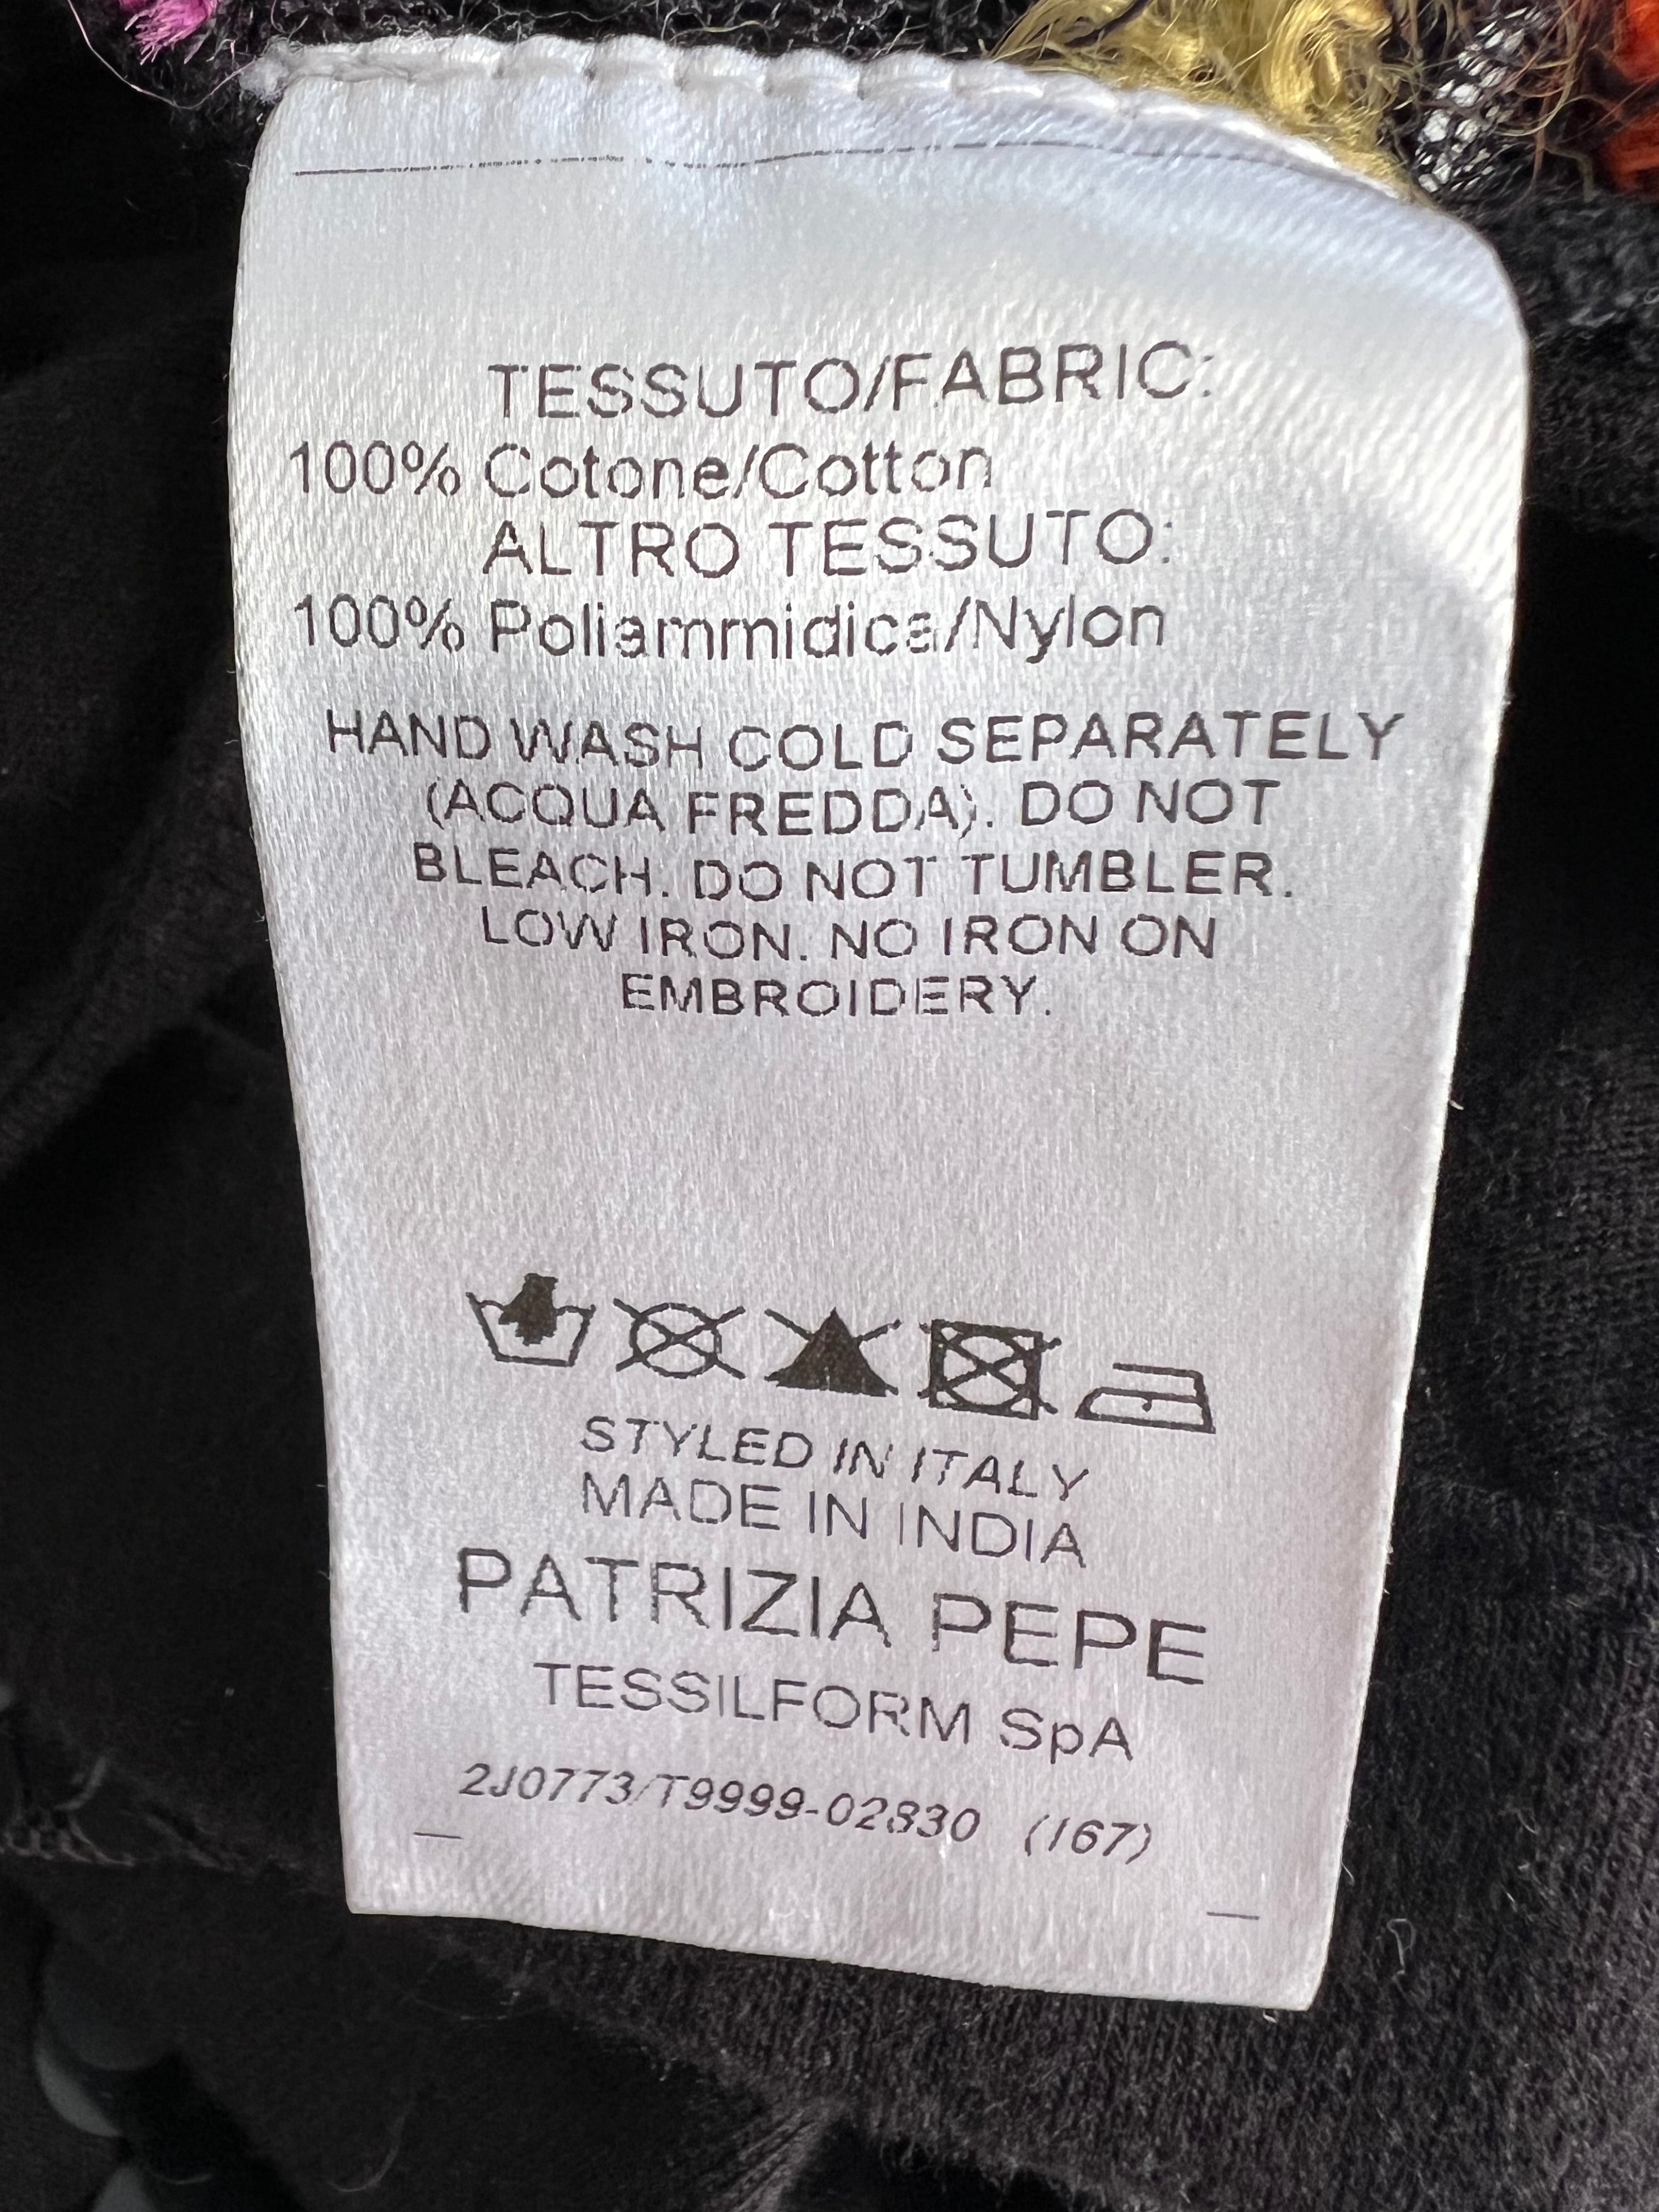 TESSUTO/FABRIC:
100% Cotone/Cotton
ALTRO TESSUTO:
100% Poliammidica/Nylon
HAND WASH COLD SEPARATELY
(ACQUA FREDDA). DO NOT
BLEACH. DO NOT TUMBLER.
LOW IRON. NO IRON ON
EMBROIDERY.
STYLED IN ITALY
MADE IN INDIA
PATRIZIA PEPE
TESSILFORM SpA
2J0773/T9999-02830 (167)